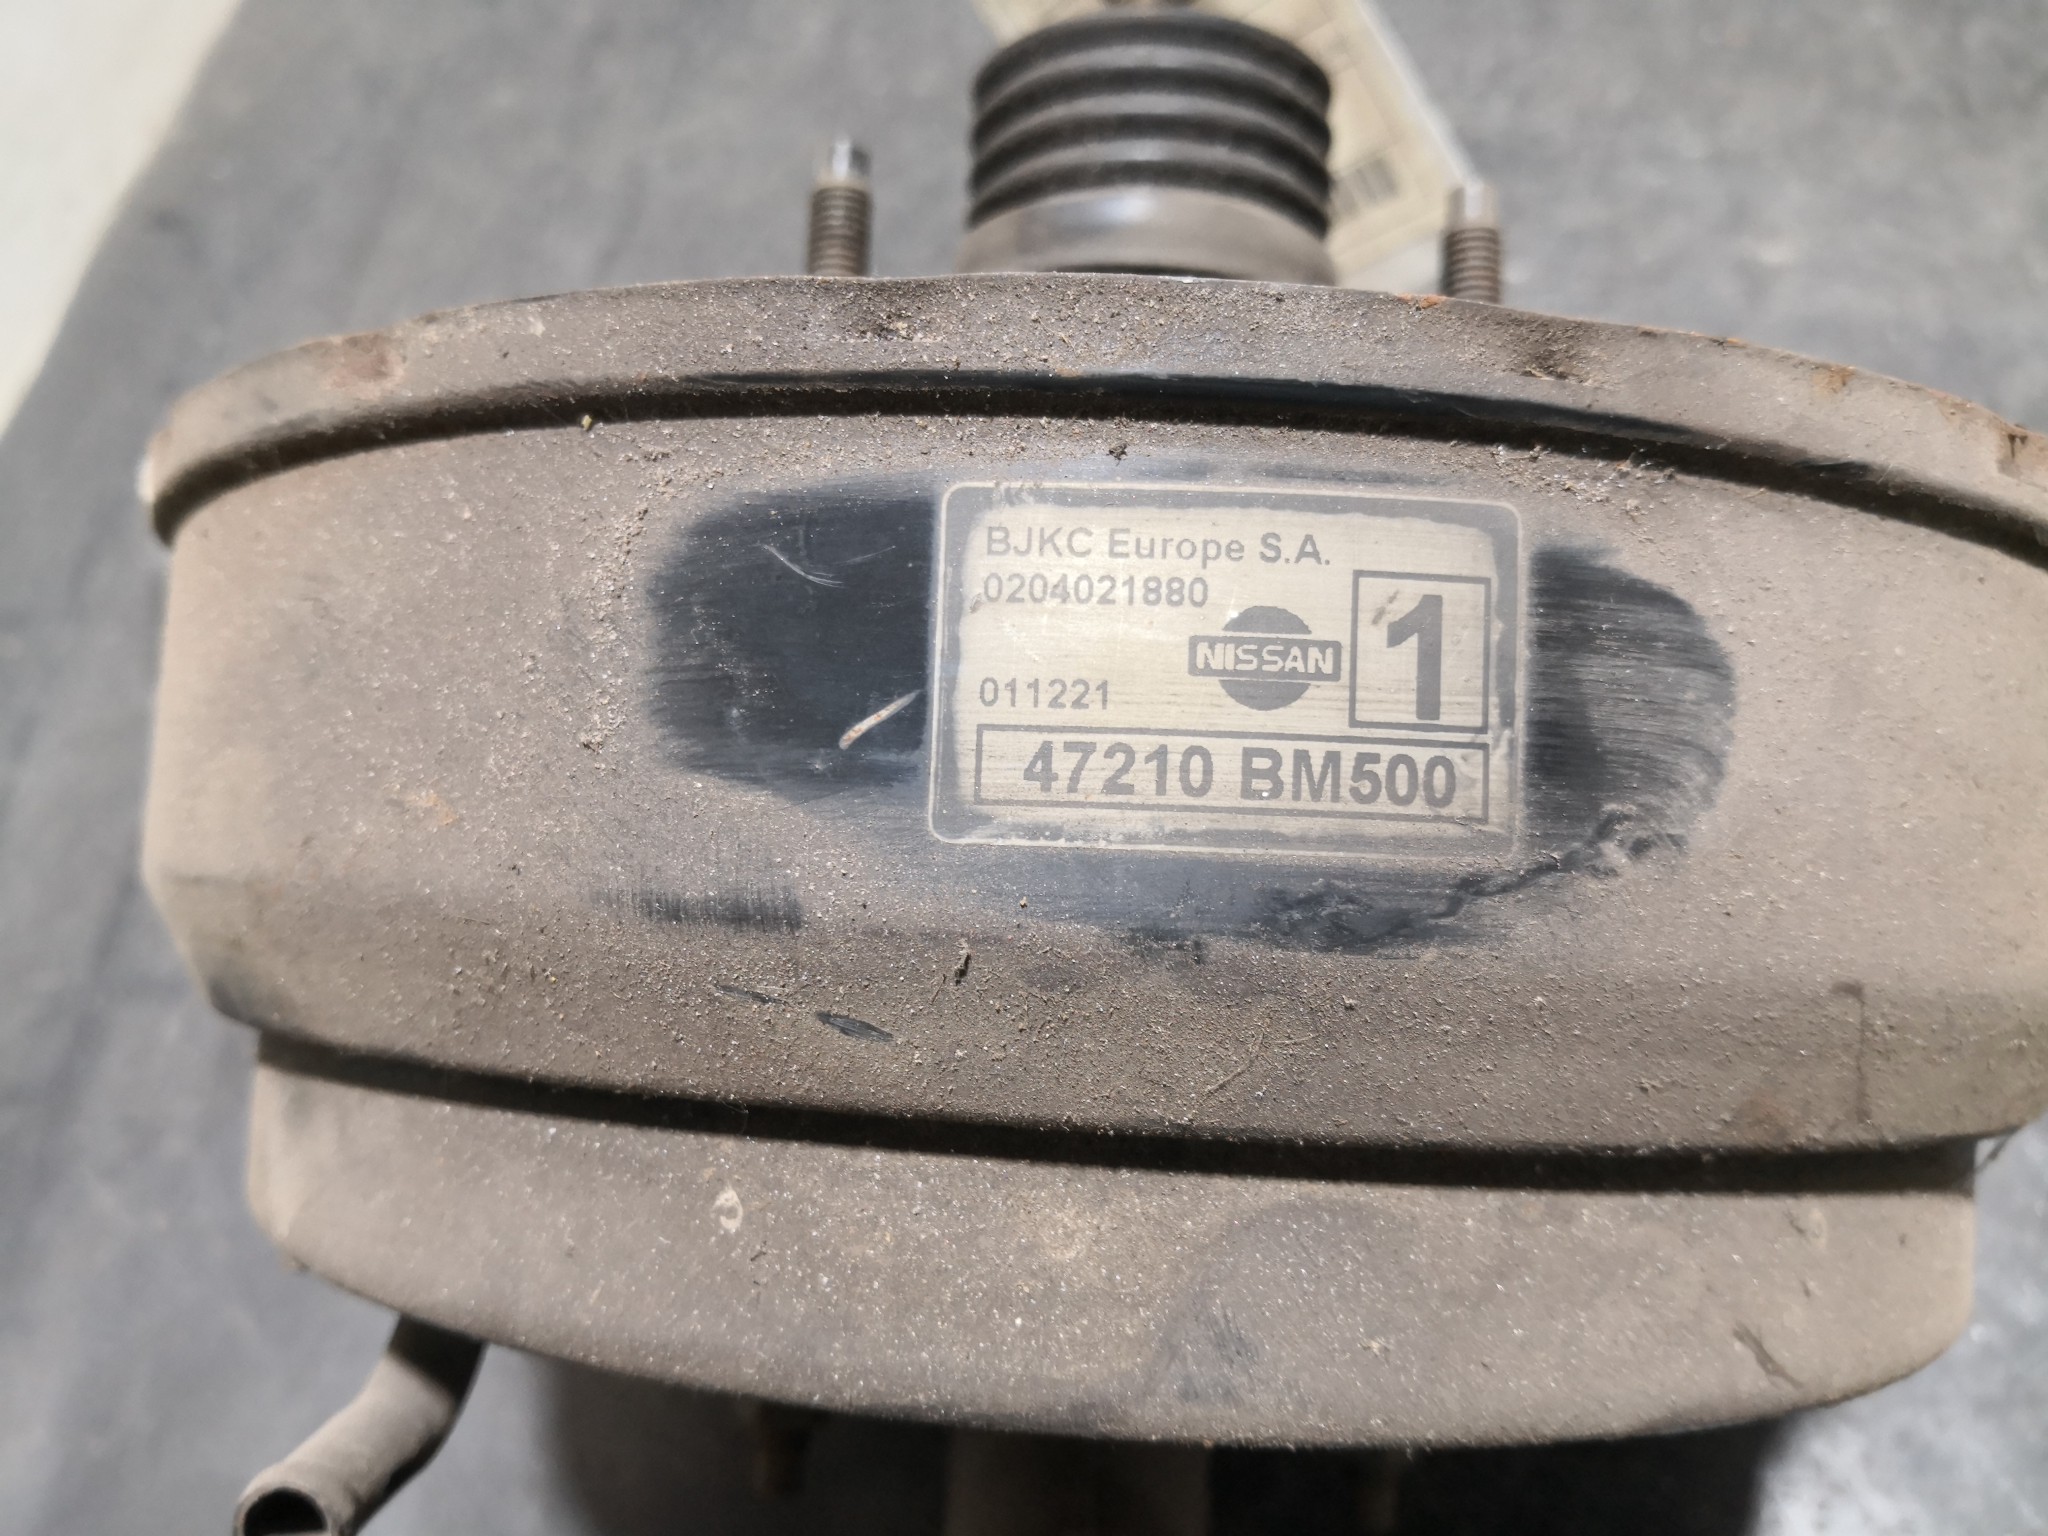 BJKC Europe S.A.
0204021880
NISSAN
1
011221
47210 BM500